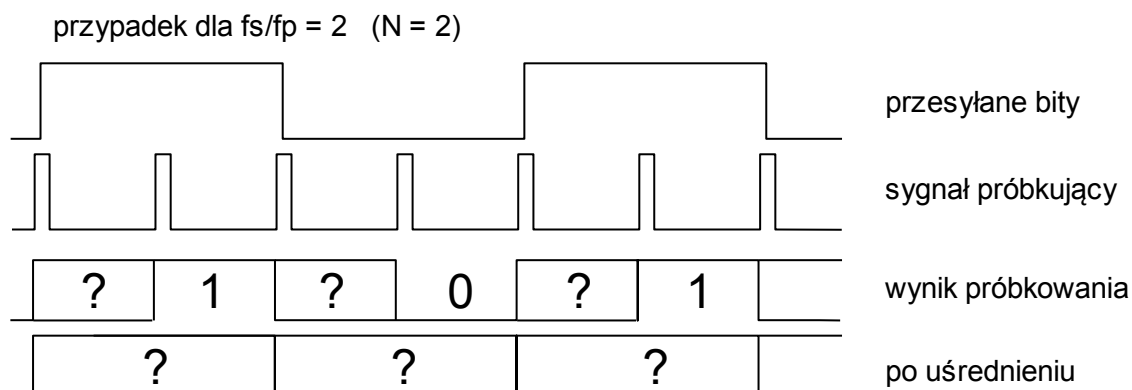 przypadek dla fs/fp = 2 (N = 2)
przesyłane bity
sygnał próbkujący
? 1 ? 0 ? 1 wynik próbkowania
? ? ? po uśrednieniu